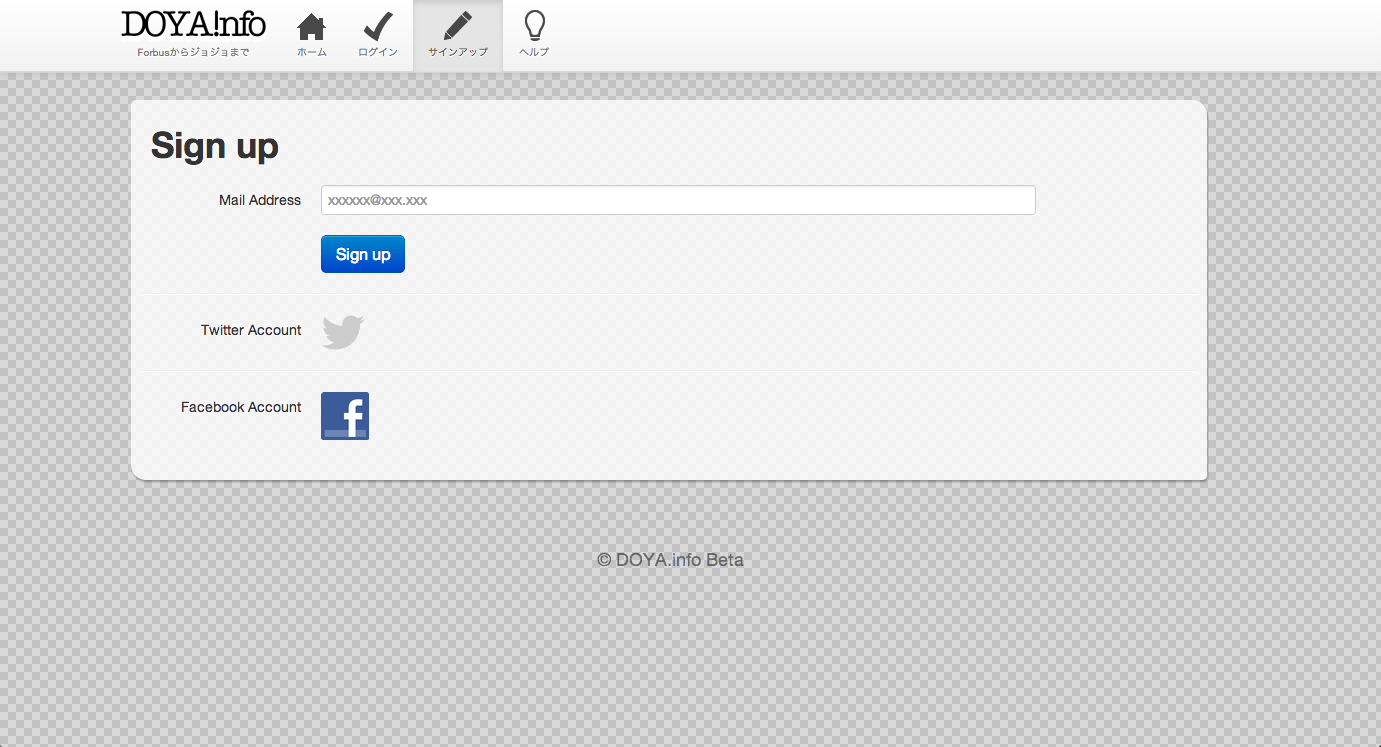 DOYA!nfo
Forbusからジョジョまで
ホーム
ログイン
サインアップ
ヘルプ
Sign up
Mail Address
xxxxxx@xxx.xxx
Sign up
Twitter Account
Facebook Account
f
© DOYA.info Beta